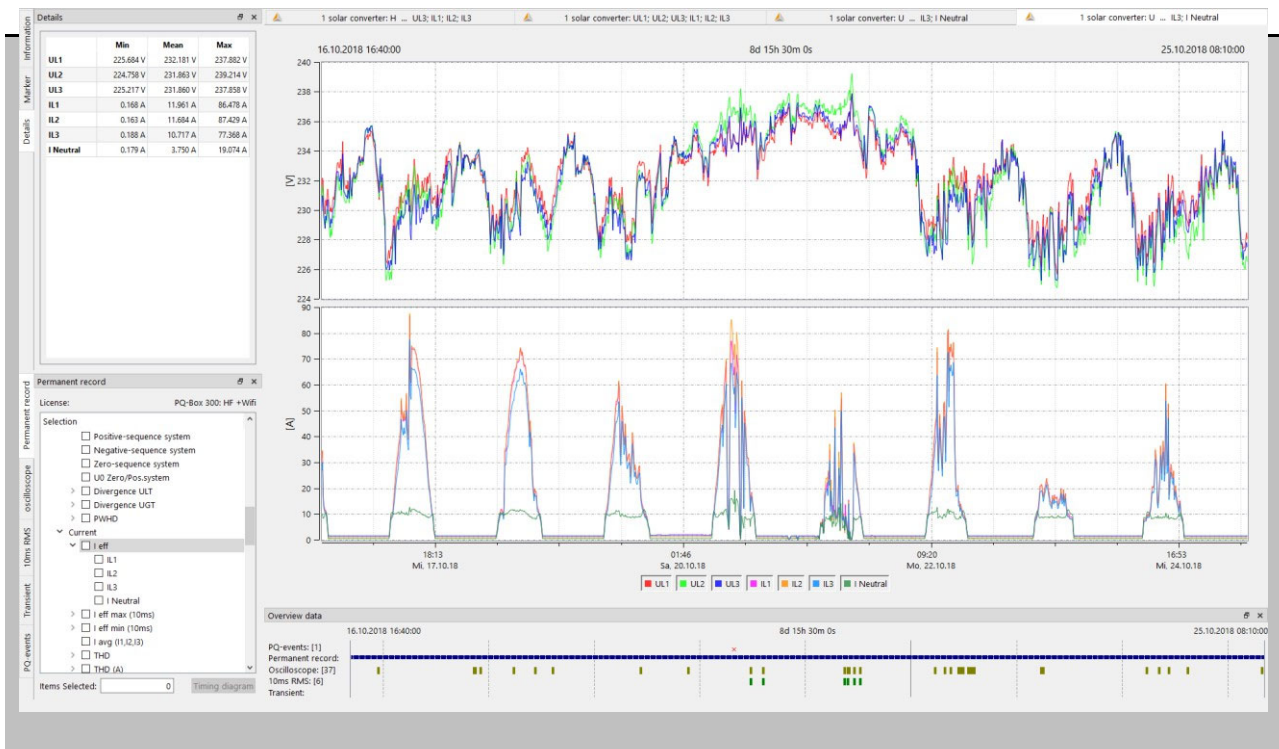 Details
Min Mean Max
UL1 225.684 V 232.181 V 237.882 V
UL2 224.758 V 231.863 V 239.214 V
UL3 225.217 V 231.860 V 237.858 V
IL1 0.168 A 11.961 A 86.478 A
IL2 0.163 A 11.684 A 87.429 A
IL3 0.188 A 10.717 A 77.368 A
I Neutral 0.179 A 3.750 A 19.074 A
Information
Marker
Details
1 solar converter: H ... UL3; IL1; IL2; IL3
1 solar converter: UL1; UL2; UL3; IL1; IL2; IL3
1 solar converter: U ... IL3; I Neutral
1 solar converter: U ... IL3; I Neutral
16.10.2018 16:40:00 8d 15h 30m 0s 25.10.2018 08:10:00
240
238
236
234
232
230
228
226
224
[V]
90
80
70
60
50
40
30
20
10
0
[A]
18:13 01:46 09:20 16:53
Mi, 17.10.18 Sa. 20.10.18 Mo. 22.10.18 Mi. 24.10.18
UL1 UL2 UL3 IL1 IL2 IL3 I Neutral
Permanent record
License: PQ-Box 300: HF +Wifi
Selection
Positive-sequence system
Negative-sequence system
Zero-sequence system
U0 Zero/Pos.system
Divergence ULT
Divergence UGT
PWHD
Current
I eff
IL1
IL2
IL3
I Neutral
I eff max (10ms)
I eff min (10ms)
I avg (I1,I2,I3)
THD
THD (A)
Items Selected: 0 Timing diagram
Permanent record
oscilloscope
10ms RMS
Transient
PQ-events
Overview data
16.10.2018 16:40:00 8d 15h 30m 0s 25.10.2018 08:10:00
PQ-events: [1]
Permanent record:
Oscilloscope: [37]
10ms RMS: [6]
Transient: